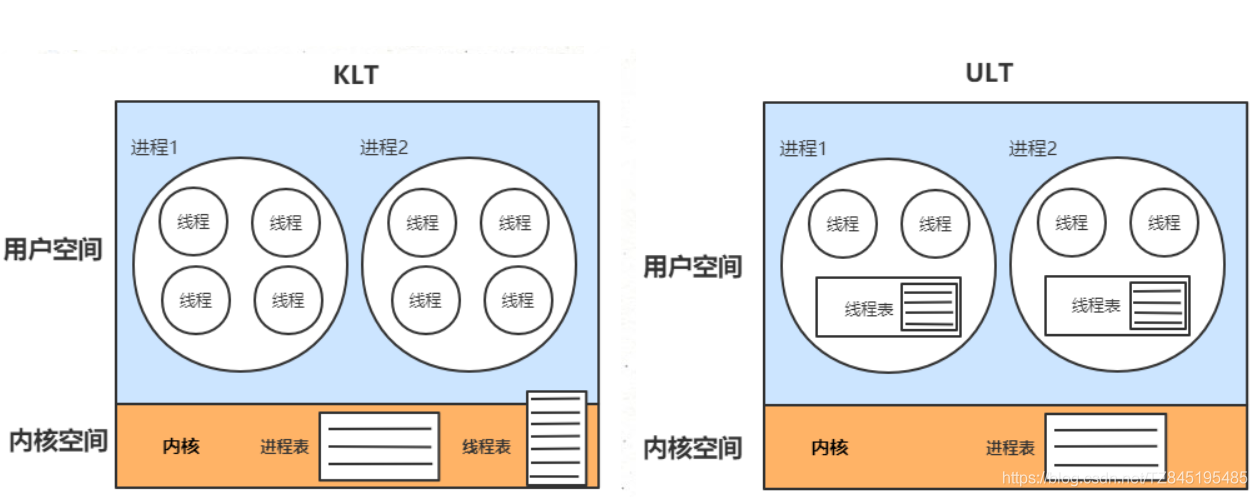 KLT
进程1
进程2
线程
线程
线程
线程
线程
线程
线程
线程
用户空间
内核空间
内核
进程表
线程表
ULT
进程1
进程2
线程
线程
线程
线程
线程表
线程表
用户空间
内核空间
内核
进程表
https://blog.csdn.net/17845195485